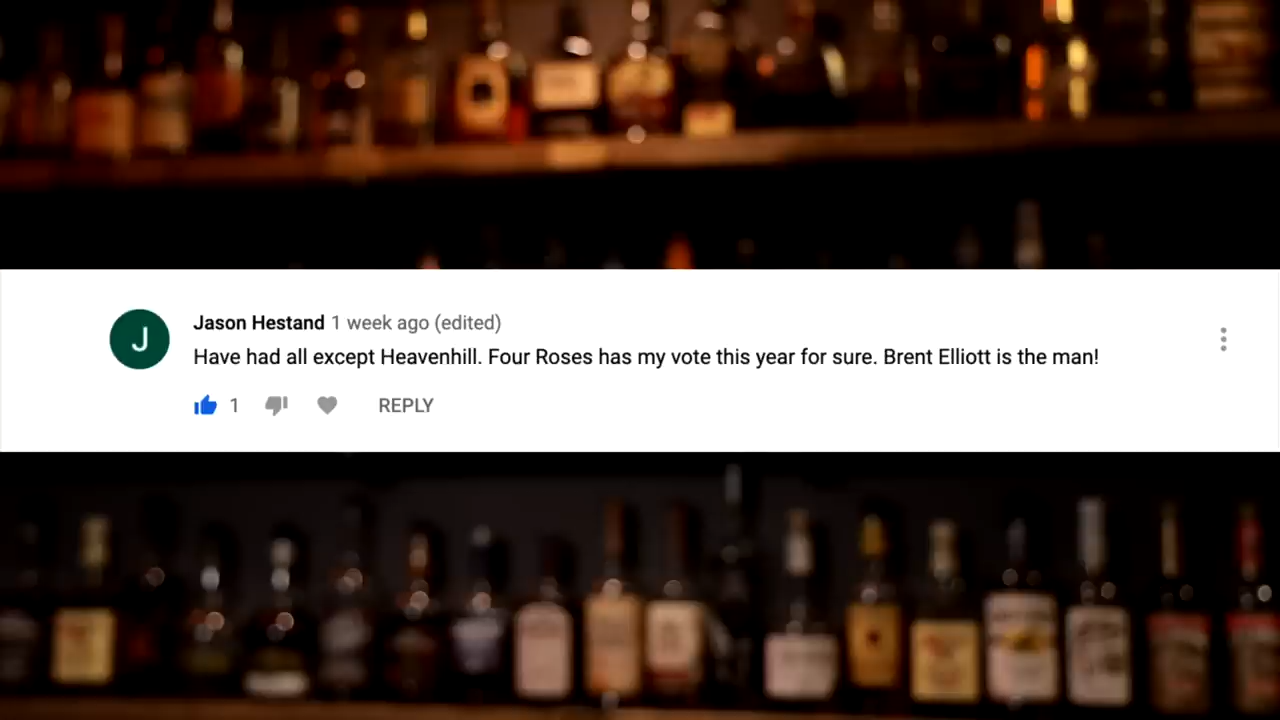 J
Jason Hestand 1 week ago (edited)
Have had all except Heavenhill. Four Roses has my vote this year for sure. Brent Elliott is the man!
1 REPLY